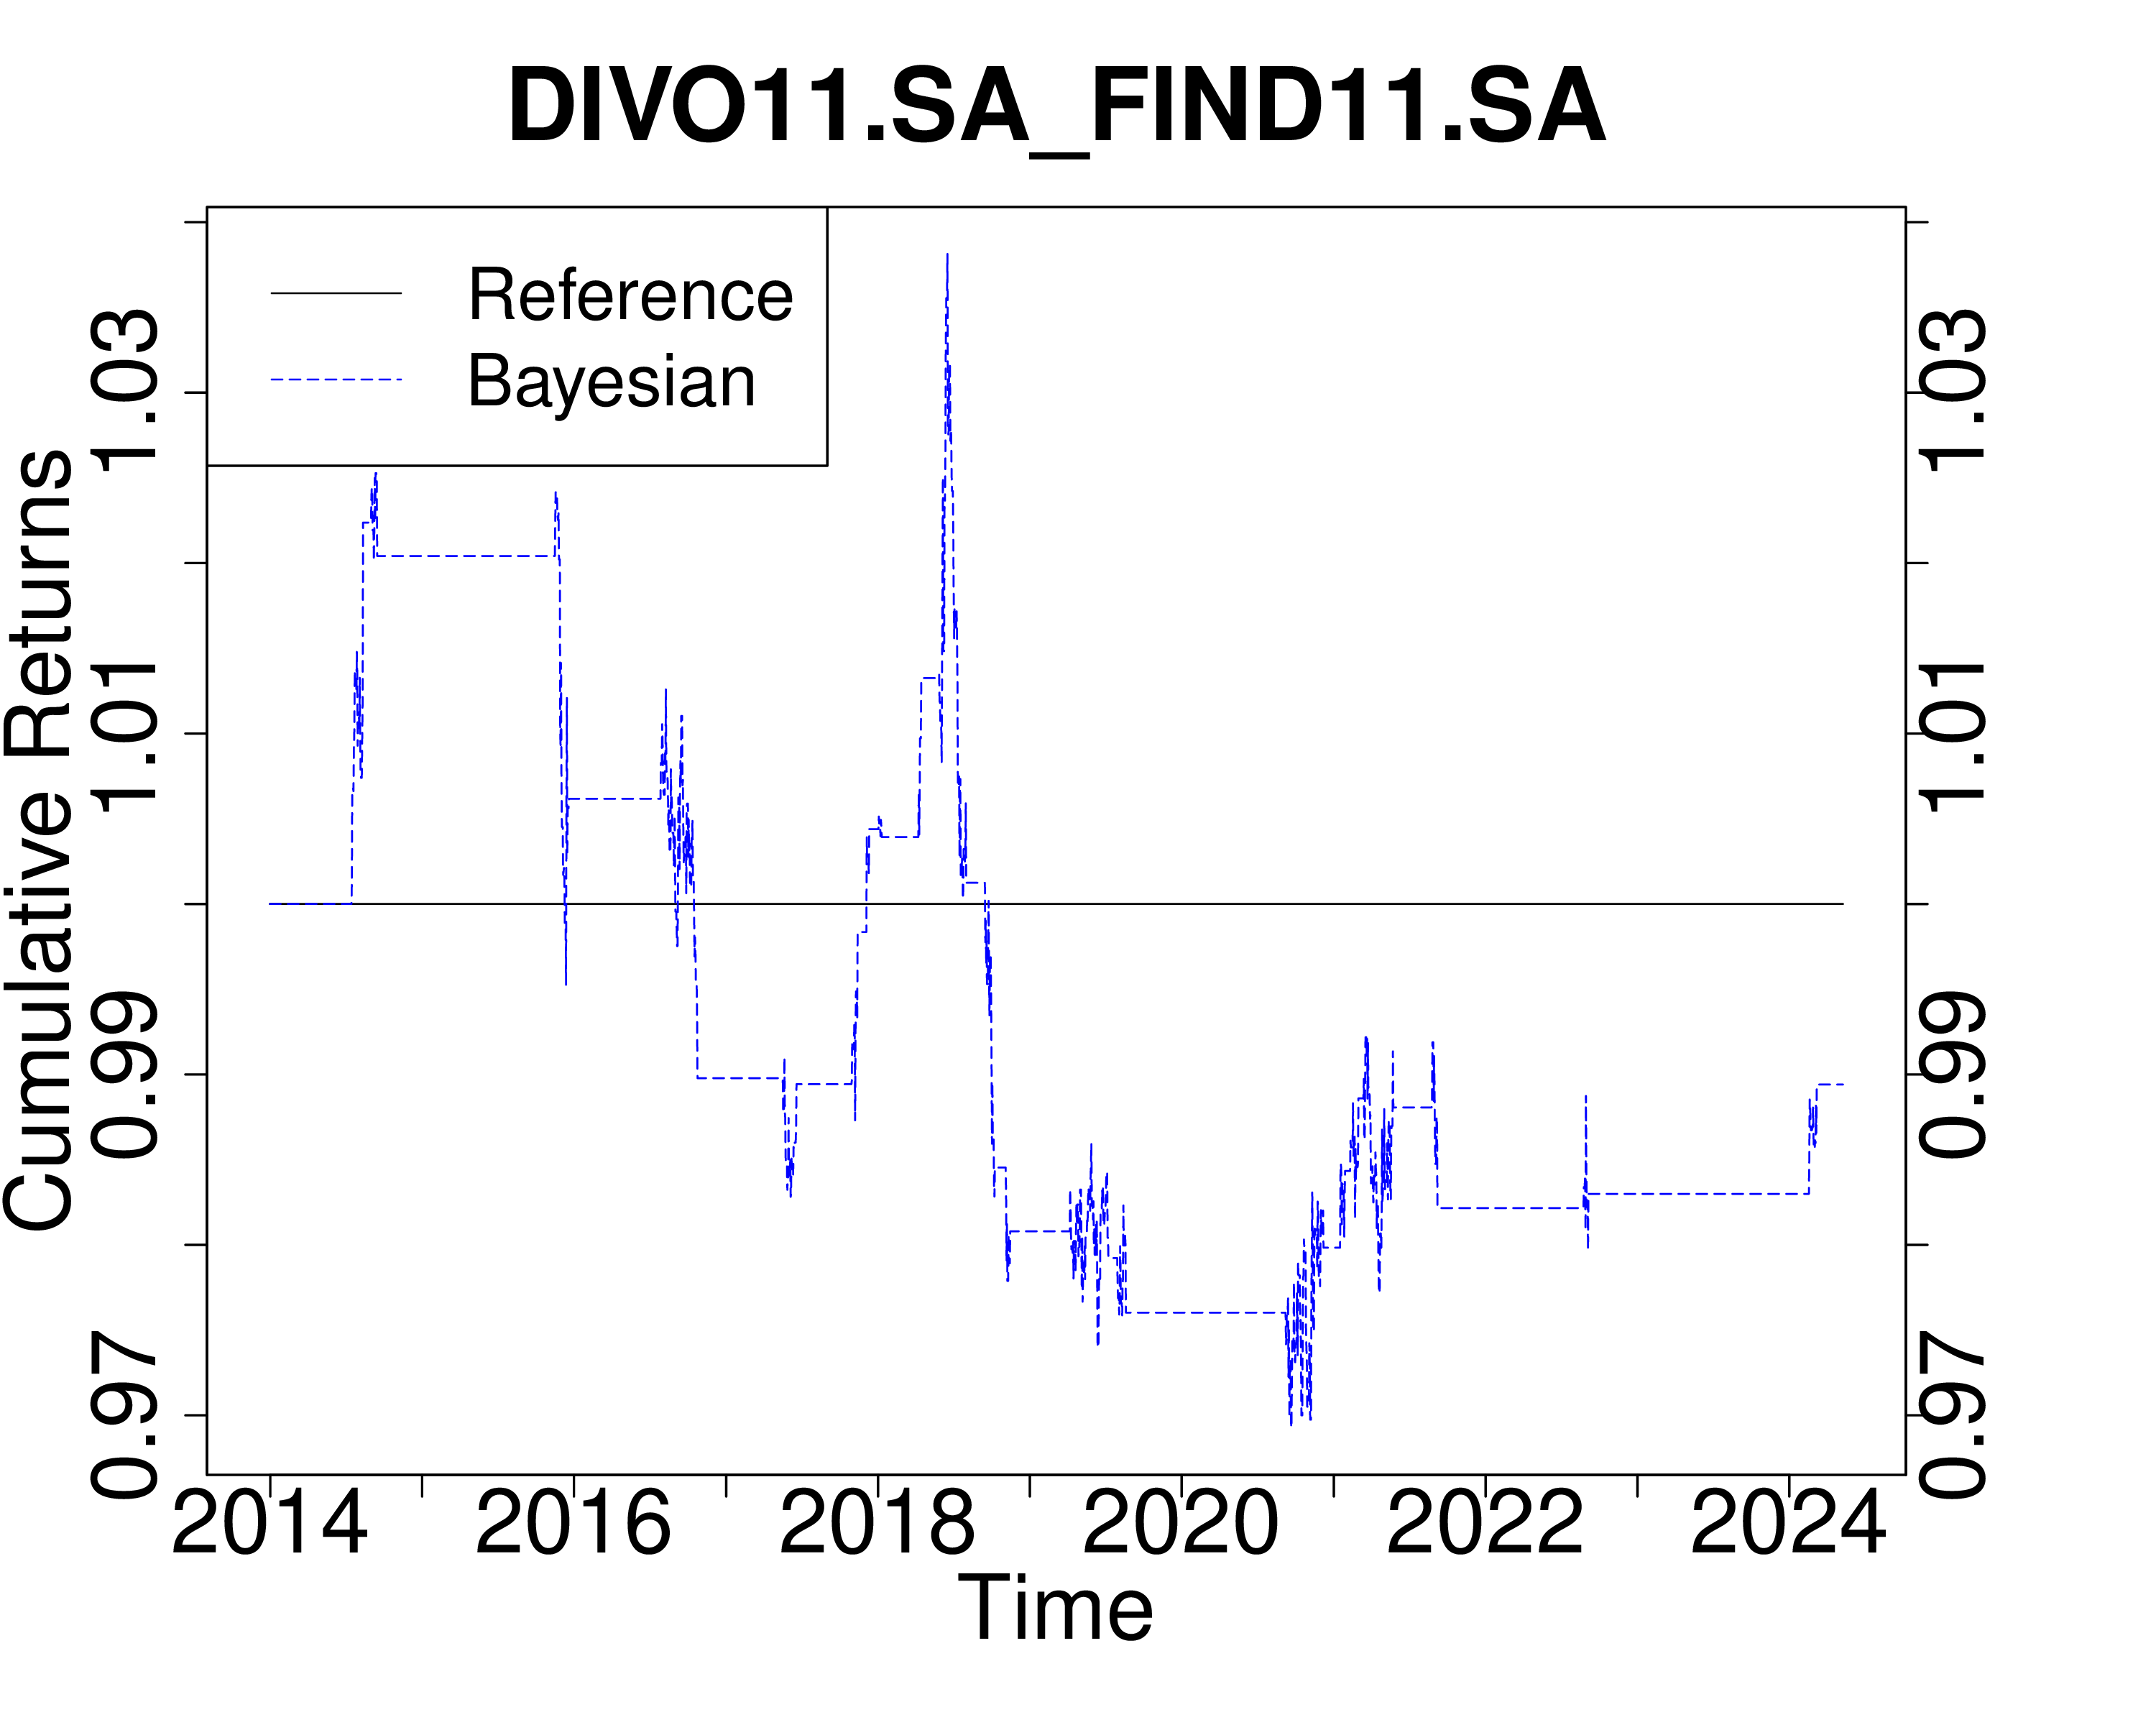 DIVO11.SA_FIND11.SA
Reference
Bayesian
Cumulative Returns
0.97 0.99 1.01 1.03
0.97 0.99 1.01 1.03
2014 2016 2018 2020 2022 2024
Time